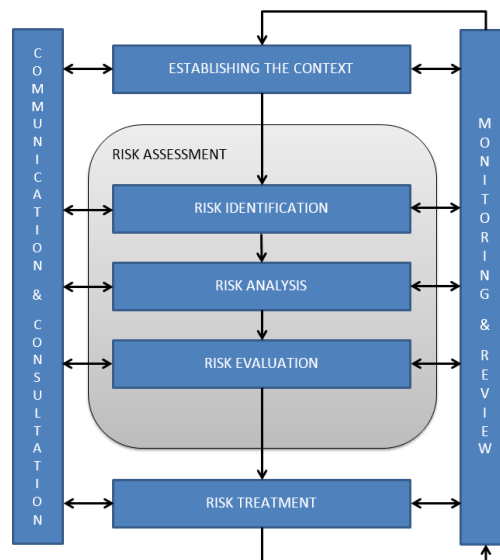 COMMUNICATION & CONSULTATION
ESTABLISHING THE CONTEXT
RISK ASSESSMENT
RISK IDENTIFICATION
RISK ANALYSIS
RISK EVALUATION
RISK TREATMENT
MONITORING & REVIEW